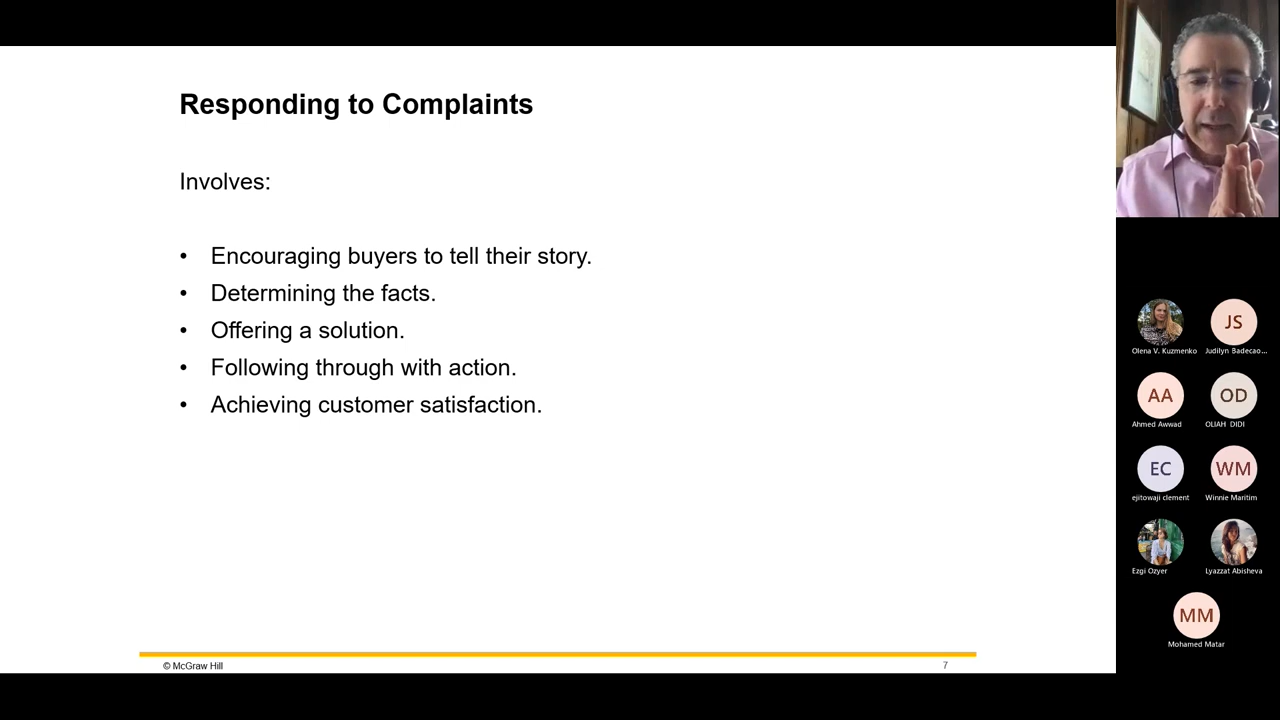 Responding to Complaints
Involves:
• Encouraging buyers to tell their story.
• Determining the facts.
• Offering a solution.
• Following through with action.
• Achieving customer satisfaction.
© McGraw Hill
7
Olena V. Kuzmenko
JS
Judilyn Badecao...
AA
Ahmed Awwad
OD
OLIAH DIDI
EC
ejitowaji clement
WM
Winnie Maritim
Ezgi Ozyer
Lyazzat Abisheva
MM
Mohamed Matar